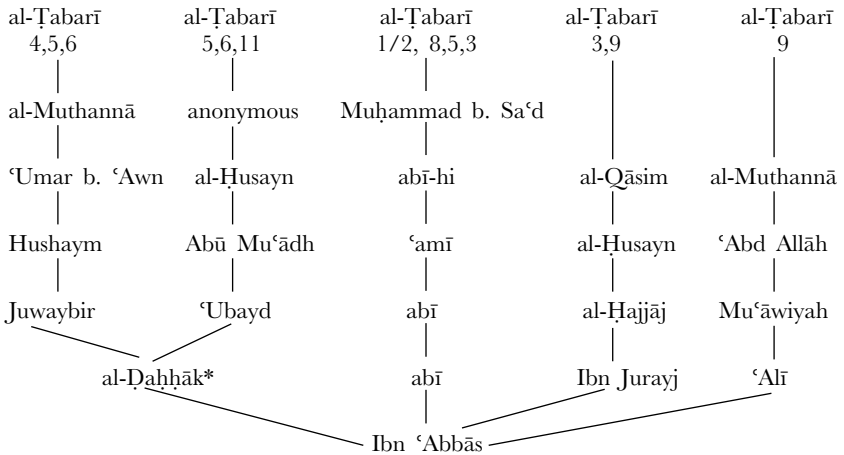 al-Ṭabarī al-Ṭabarī al-Ṭabarī al-Ṭabarī al-Ṭabarī
4,5,6 5,6,11 1/2, 8,5,3 3,9 9
al-Muthannā anonymous Muḥammad b. Saʿd
ʿUmar b. ʿAwn al-Ḥusayn abī-hi al-Qāsim al-Muthannā
Hushaym Abū Muʿādh ʿamī al-Ḥusayn ʿAbd Allāh
Juwaybir ʿUbayd abī al-Ḥajjāj Muʿāwiyah
al-Ḍaḥḥāk* abī Ibn Jurayj ʿAlī
Ibn ʿAbbās